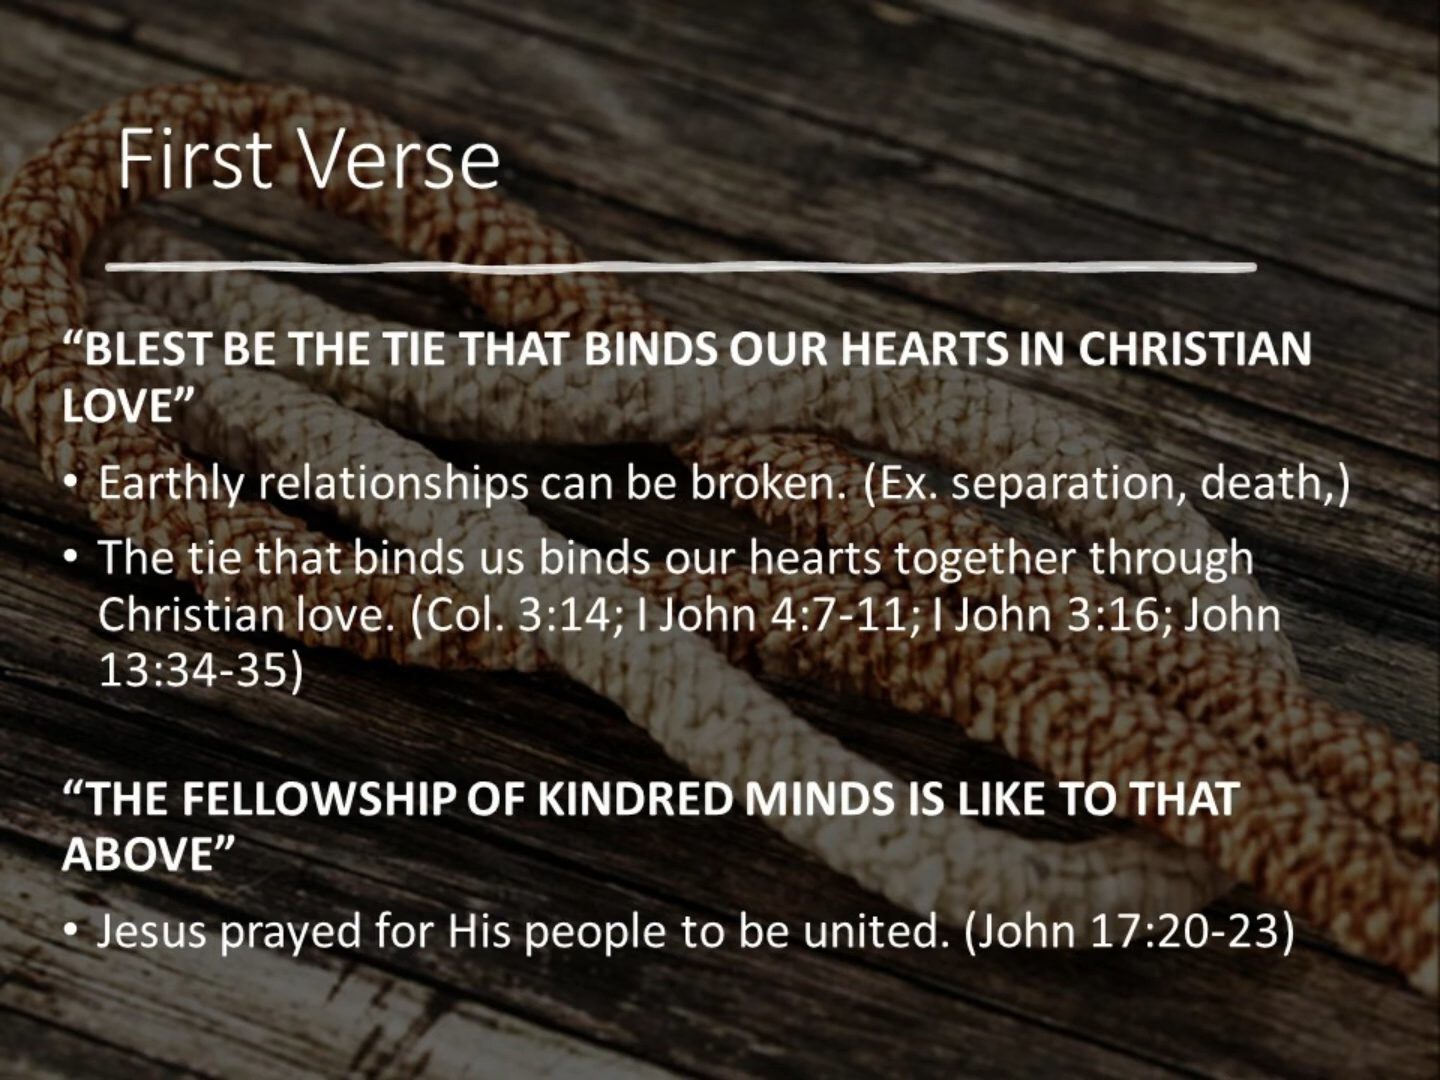 First Verse
“BLEST BE THE TIE THAT BINDS OUR HEARTS IN CHRISTIAN
LOVE”
• Earthly relationships can be broken. (Ex. separation, death,)
• The tie that binds us binds our hearts together through
Christian love. (Col. 3:14; I John 4:7-11; I John 3:16; John
13:34-35)
“THE FELLOWSHIP OF KINDRED MINDS IS LIKE TO THAT
ABOVE”
• Jesus prayed for His people to be united. (John 17:20-23)